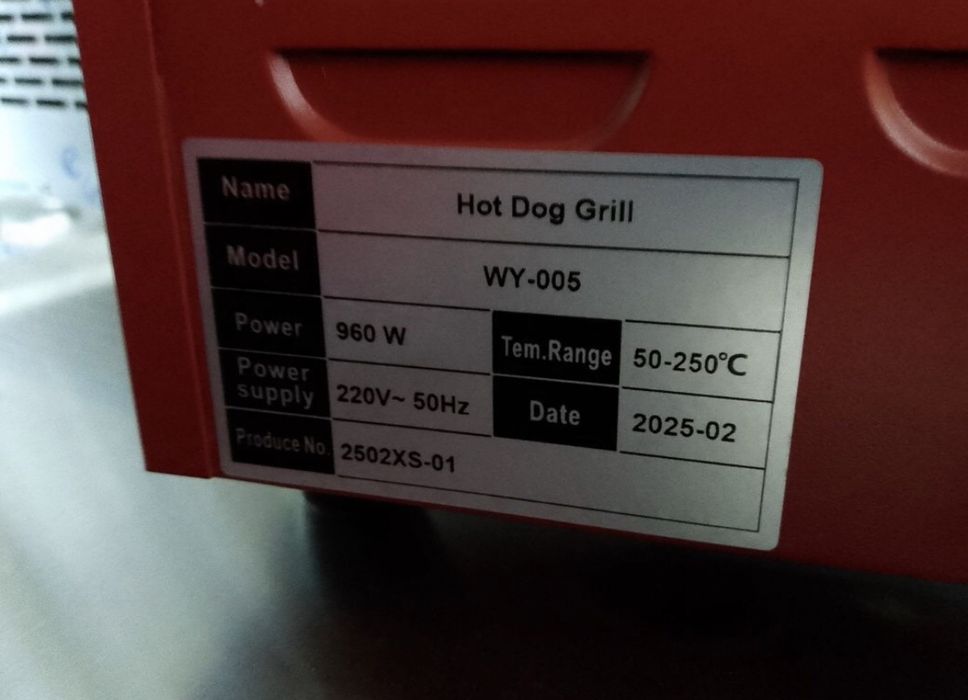 Name Hot Dog Grill
Model WY-005
Power 960 W Tem.Range 50-250℃
Power supply 220V~ 50Hz Date 2025-02
Produce No. 2502XS-01